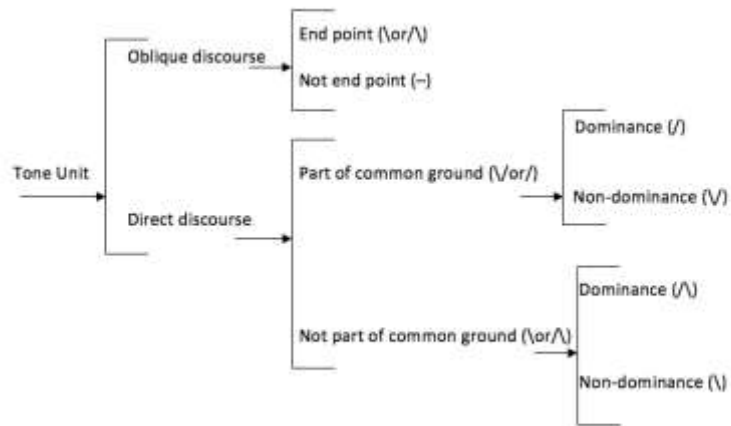 End point (\or/\)
Oblique discourse
Not end point (–)
Dominance (/)
Tone Unit
Part of common ground (\/or/)
Non-dominance (\/)
Direct discourse
Dominance (/\)
Not part of common ground (\or/\)
Non-dominance (\)